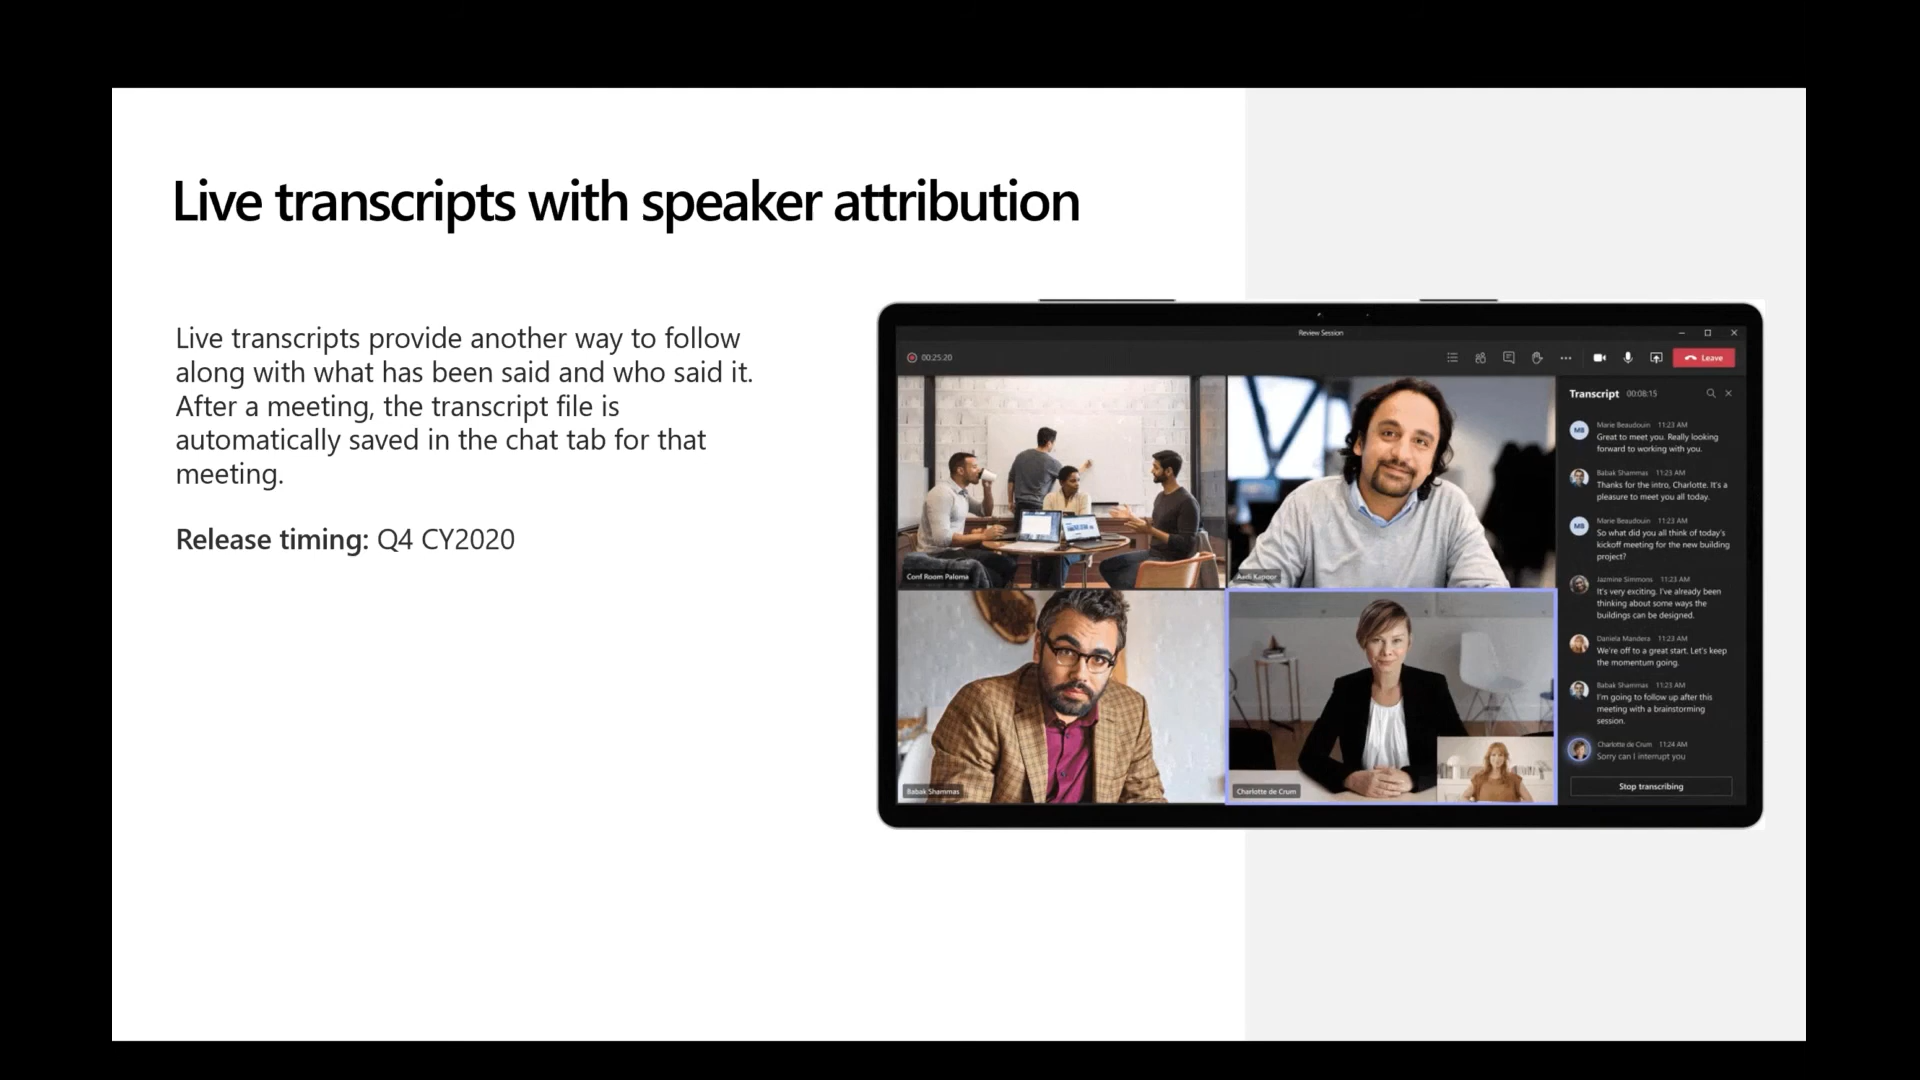 Live transcripts with speaker attribution
Live transcripts provide another way to follow
along with what has been said and who said it.
After a meeting, the transcript file is
automatically saved in the chat tab for that
meeting.
Release timing: Q4 CY2020
Review Session
00:25:20
Leave
Conf Room Paloma
Aadi Kapoor
Babak Shammas
Charlotte de Crum
Transcript 00:08:15
MB
Marie Beaudouin 11:23 AM
Great to meet you. Really looking
forward to working with you.
Babak Shammas 11:23 AM
Thanks for the intro, Charlotte. It's a
pleasure to meet you all today.
MB
Marie Beaudouin 11:23 AM
So what did you all think of today's
kickoff meeting for the new building
project?
Jazmine Simmons 11:23 AM
It's very exciting. I've already been
thinking about some ways the
buildings can be designed.
Daniela Mandera 11:23 AM
We're off to a great start. Let's keep
the momentum going.
Babak Shammas 11:23 AM
I'm going to follow up after this
meeting with a brainstorming
session.
Charlotte de Crum 11:24 AM
Sorry can I interrupt you
Stop transcribing